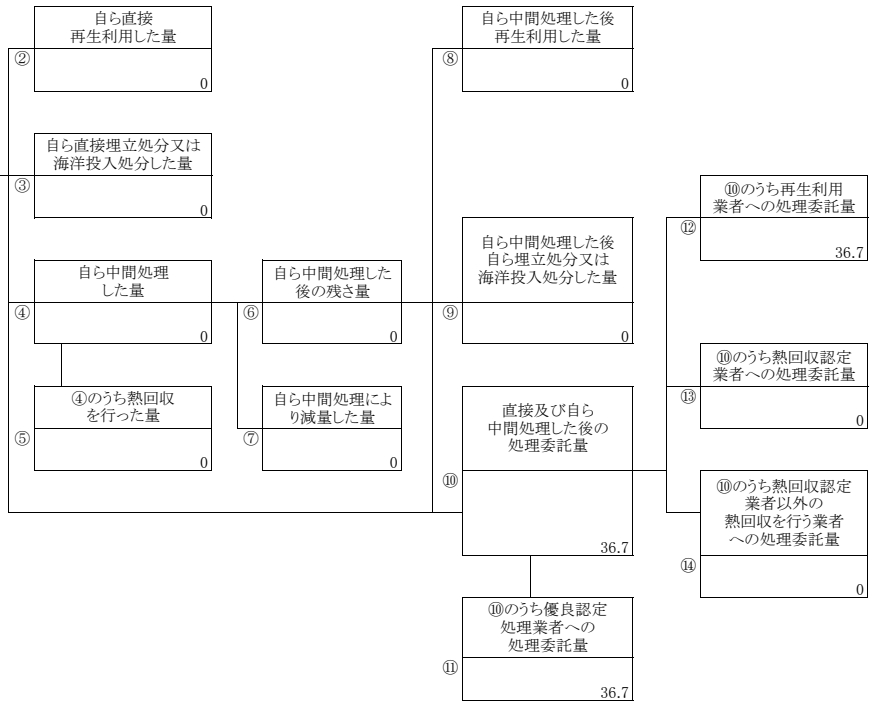 自ら直接
再生利用した量
②
0
自ら中間処理した後
再生利用した量
⑧
0
自ら直接埋立処分又は
海洋投入処分した量
③
0
⑩のうち再生利用
業者への処理委託量
⑫
36.7
自ら中間処理
した量
④
0
自ら中間処理した
後の残さ量
⑥
0
自ら中間処理した後
自ら埋立処分又は
海洋投入処分した量
⑨
0
⑩のうち熱回収認定
業者への処理委託量
⑬
0
④のうち熱回収
を行った量
⑤
0
自ら中間処理によ
り減量した量
⑦
0
直接及び自ら
中間処理した後の
処理委託量
⑩
36.7
⑩のうち熱回収認定
業者以外の
熱回収を行う業者
への処理委託量
⑭
0
⑩のうち優良認定
処理業者への
処理委託量
⑪
36.7